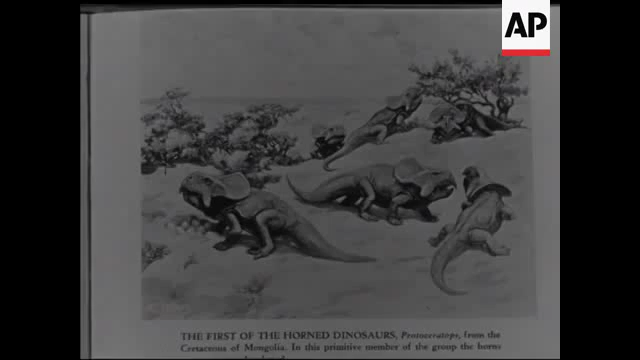 AP
THE FIRST OF THE HORNED DINOSAURS, Protoceratops, from the
Cretaceous of Mongolia. In this primitive member of the group the horns